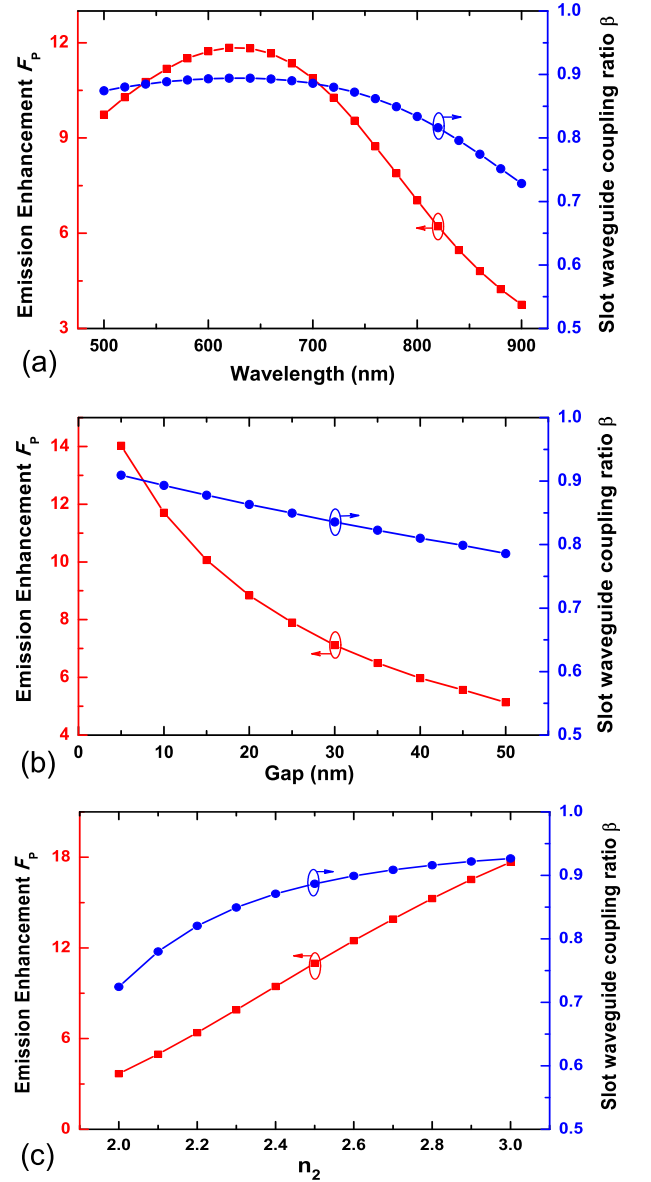 Emission Enhancement F_P
12
9
6
3
1.0
0.9
0.8
0.7
0.6
0.5
Slot waveguide coupling ratio β
500 600 700 800 900
Wavelength (nm)
(a)
Emission Enhancement F_P
14
12
10
8
6
4
1.0
0.9
0.8
0.7
0.6
0.5
Slot waveguide coupling ratio β
0 10 20 30 40 50
Gap (nm)
(b)
Emission Enhancement F_P
18
12
6
0
1.0
0.9
0.8
0.7
0.6
0.5
Slot waveguide coupling ratio β
2.0 2.2 2.4 2.6 2.8 3.0
n₂
(c)